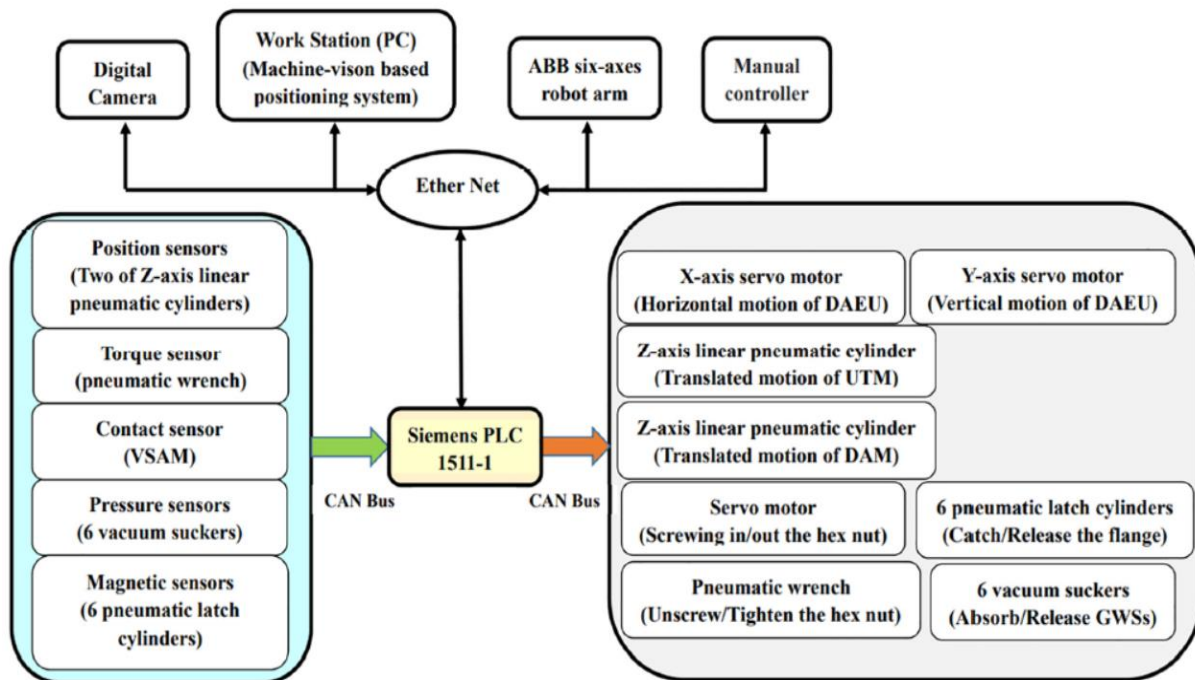 Digital
Camera
Work Station (PC)
(Machine-vison based
positioning system)
ABB six-axes
robot arm
Manual
controller
Ether Net
Position sensors
(Two of Z-axis linear
pneumatic cylinders)
Torque sensor
(pneumatic wrench)
Contact sensor
(VSAM)
Pressure sensors
(6 vacuum suckers)
Magnetic sensors
(6 pneumatic latch
cylinders)
CAN Bus
Siemens PLC
1511-1
CAN Bus
X-axis servo motor
(Horizontal motion of DAEU)
Y-axis servo motor
(Vertical motion of DAEU)
Z-axis linear pneumatic cylinder
(Translated motion of UTM)
Z-axis linear pneumatic cylinder
(Translated motion of DAM)
Servo motor
(Screwing in/out the hex nut)
6 pneumatic latch cylinders
(Catch/Release the flange)
Pneumatic wrench
(Unscrew/Tighten the hex nut)
6 vacuum suckers
(Absorb/Release GWSs)